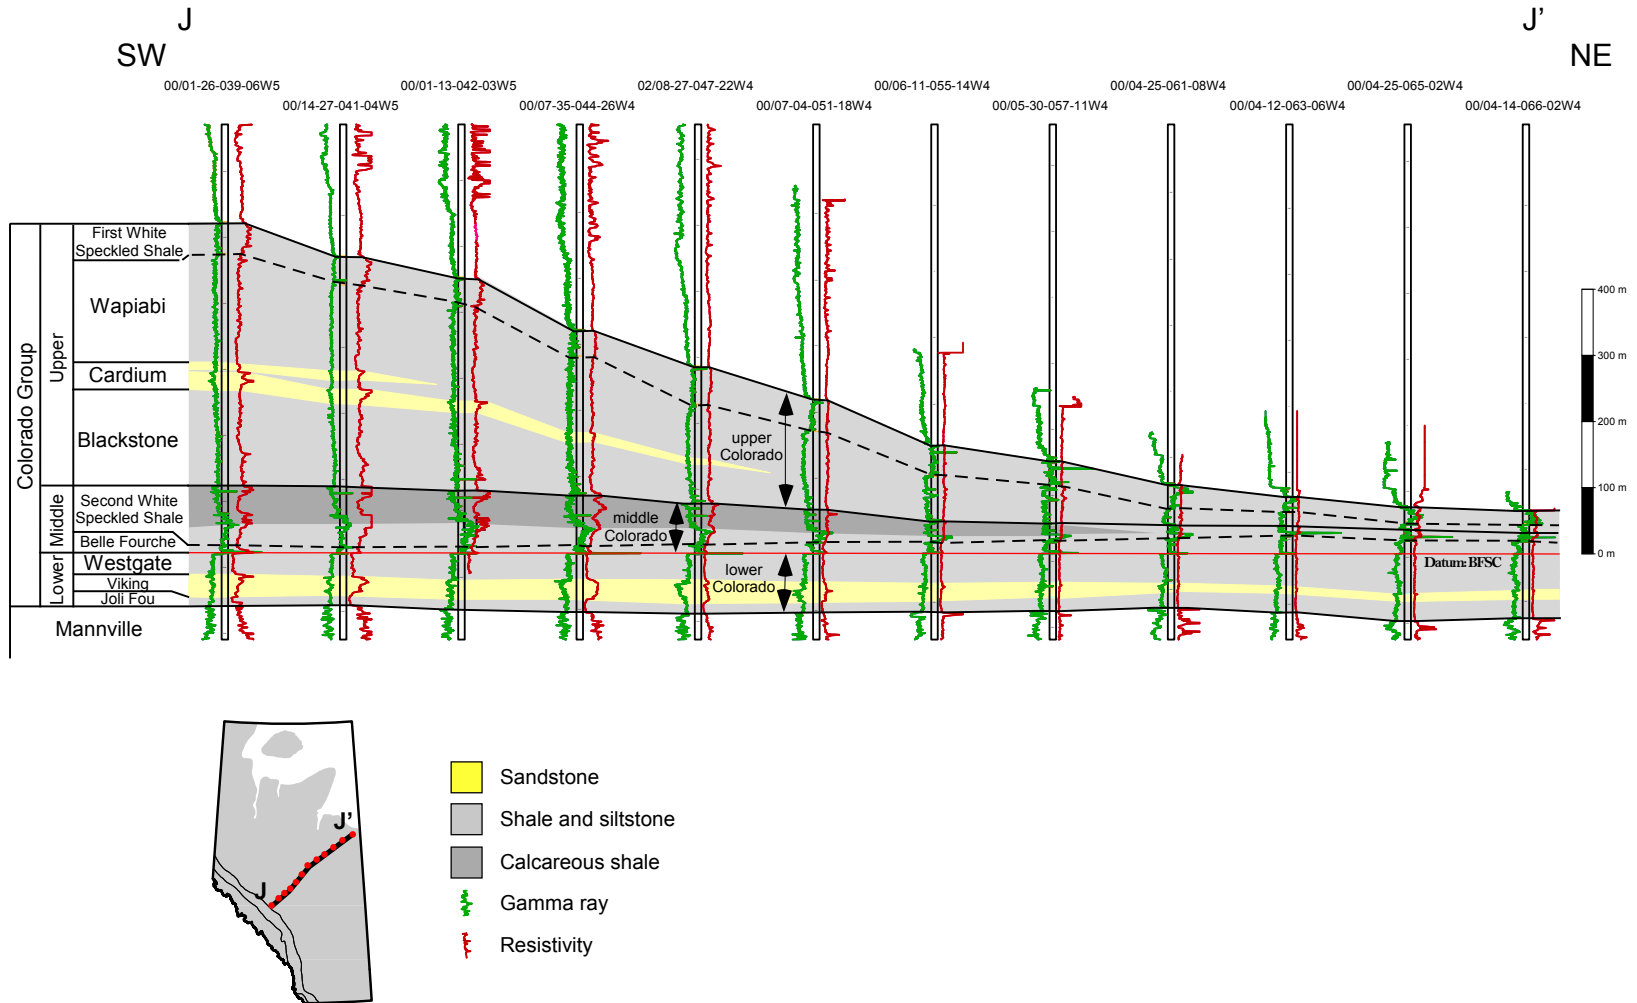 J
J’
SW
NE
00/01-26-039-06W5
00/01-13-042-03W5
02/08-27-047-22W4
00/06-11-055-14W4
00/04-25-061-08W4
00/04-25-065-02W4
00/14-27-041-04W5
00/07-35-044-26W4
00/07-04-051-18W4
00/05-30-057-11W4
00/04-12-063-06W4
00/04-14-066-02W4
Colorado Group
Upper
Middle
Lower
First White
Speckled Shale
Wapiabi
Cardium
Blackstone
Second White
Speckled Shale
Belle Fourche
Westgate
Viking
Joli Fou
Mannville
upper
Colorado
middle
Colorado
lower
Colorado
Datum: BFSC
400 m
300 m
200 m
100 m
0 m
J’
J
Sandstone
Shale and siltstone
Calcareous shale
Gamma ray
Resistivity